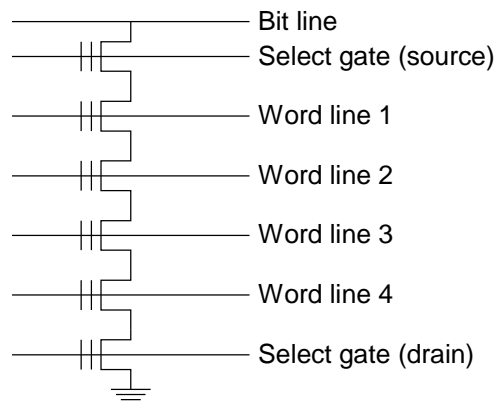 Bit line
Select gate (source)
Word line 1
Word line 2
Word line 3
Word line 4
Select gate (drain)